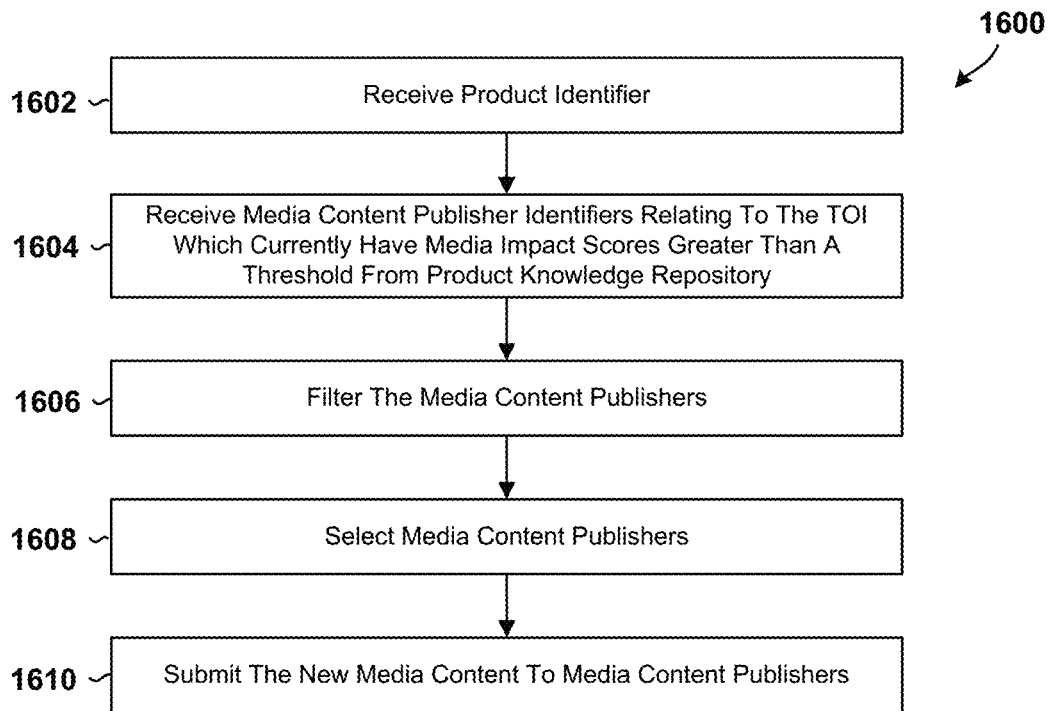 1600
1602
Receive Product Identifier
1604
Receive Media Content Publisher Identifiers Relating To The TOI
Which Currently Have Media Impact Scores Greater Than A
Threshold From Product Knowledge Repository
1606
Filter The Media Content Publishers
1608
Select Media Content Publishers
1610
Submit The New Media Content To Media Content Publishers